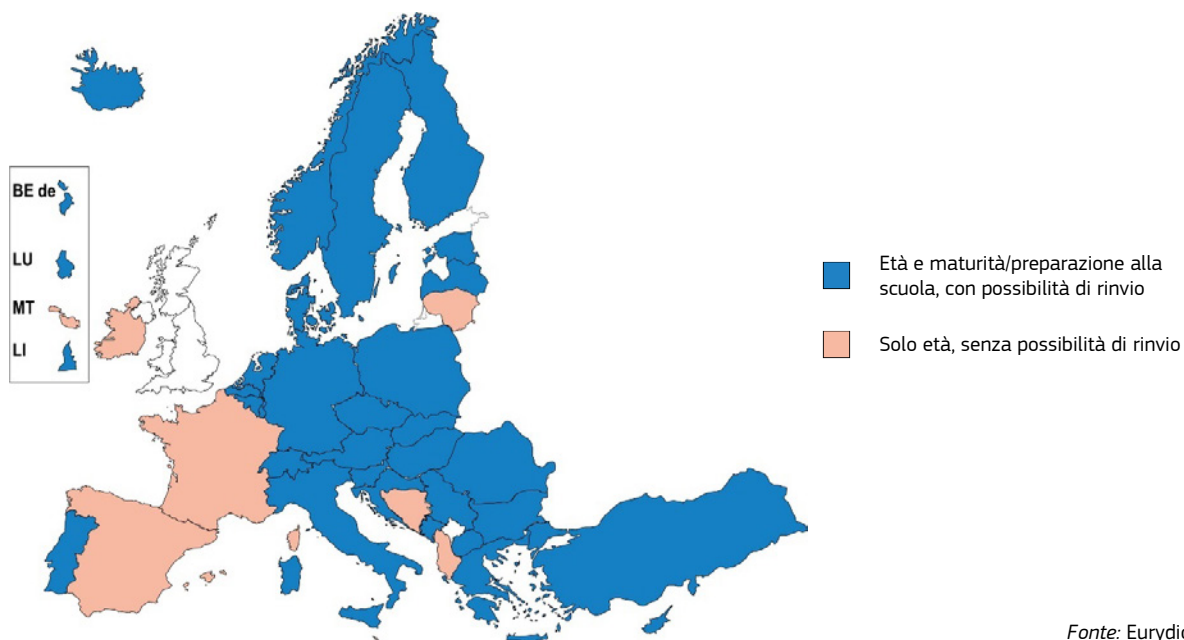 BE de
LU
MT
LI
Età e maturità/preparazione alla
scuola, con possibilità di rinvio
Solo età, senza possibilità di rinvio
Fonte: Eurydic